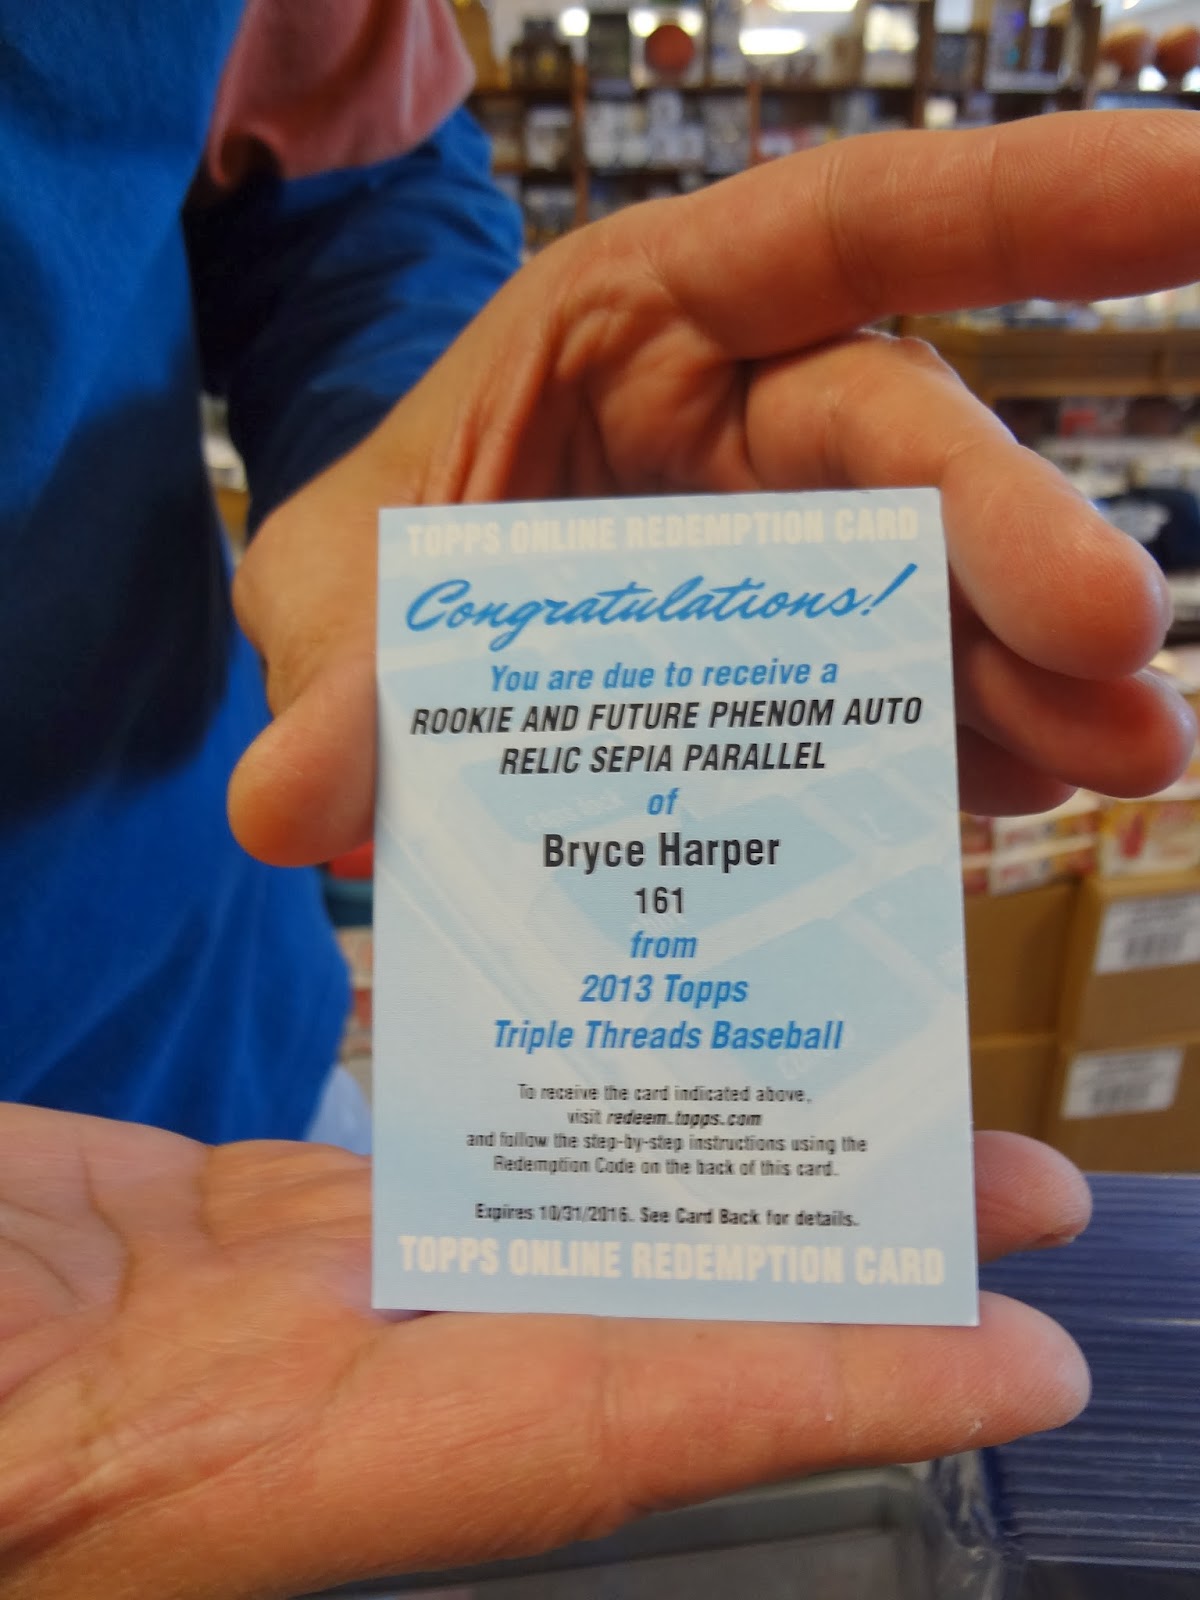 TOPPS ONLINE REDEMPTION CARD
Congratulations!
You are due to receive a
ROOKIE AND FUTURE PHENOM AUTO
RELIC SEPIA PARALLEL
of
Bryce Harper
161
from
2013 Topps
Triple Threads Baseball
To receive the card indicated above,
visit redeem.topps.com
and follow the step-by-step instructions using the
Redemption Code on the back of this card.
Expires 10/31/2016. See Card Back for details.
TOPPS ONLINE REDEMPTION CARD